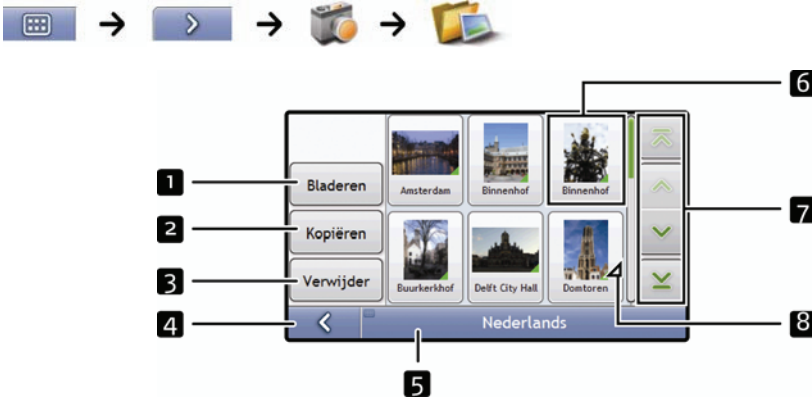 6
Bladeren
Amsterdam
Binnenhof
Binnenhof
1
7
Kopiëren
2
Verwijder
Buurkerkhof
Delft City Hall
Domtoren
3
Nederlands
4
8
5